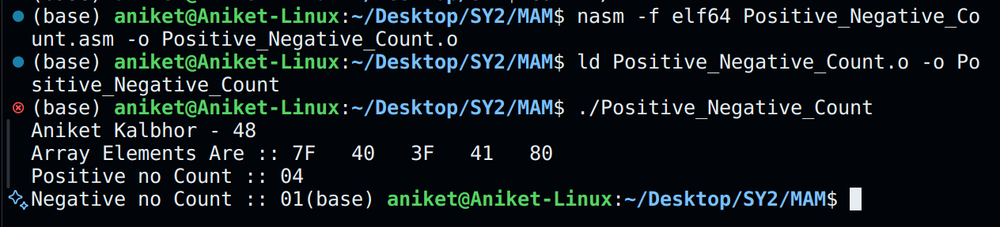 (base) aniket@Aniket-Linux:~/Desktop/SY2/MAM$ nasm -f elf64 Positive_Negative_Co
unt.asm -o Positive_Negative_Count.o
(base) aniket@Aniket-Linux:~/Desktop/SY2/MAM$ ld Positive_Negative_Count.o -o Po
sitive_Negative_Count
(base) aniket@Aniket-Linux:~/Desktop/SY2/MAM$ ./Positive_Negative_Count
Aniket Kalbhor - 48
Array Elements Are :: 7F   40   3F   41   80
Positive no Count :: 04
Negative no Count :: 01(base) aniket@Aniket-Linux:~/Desktop/SY2/MAM$